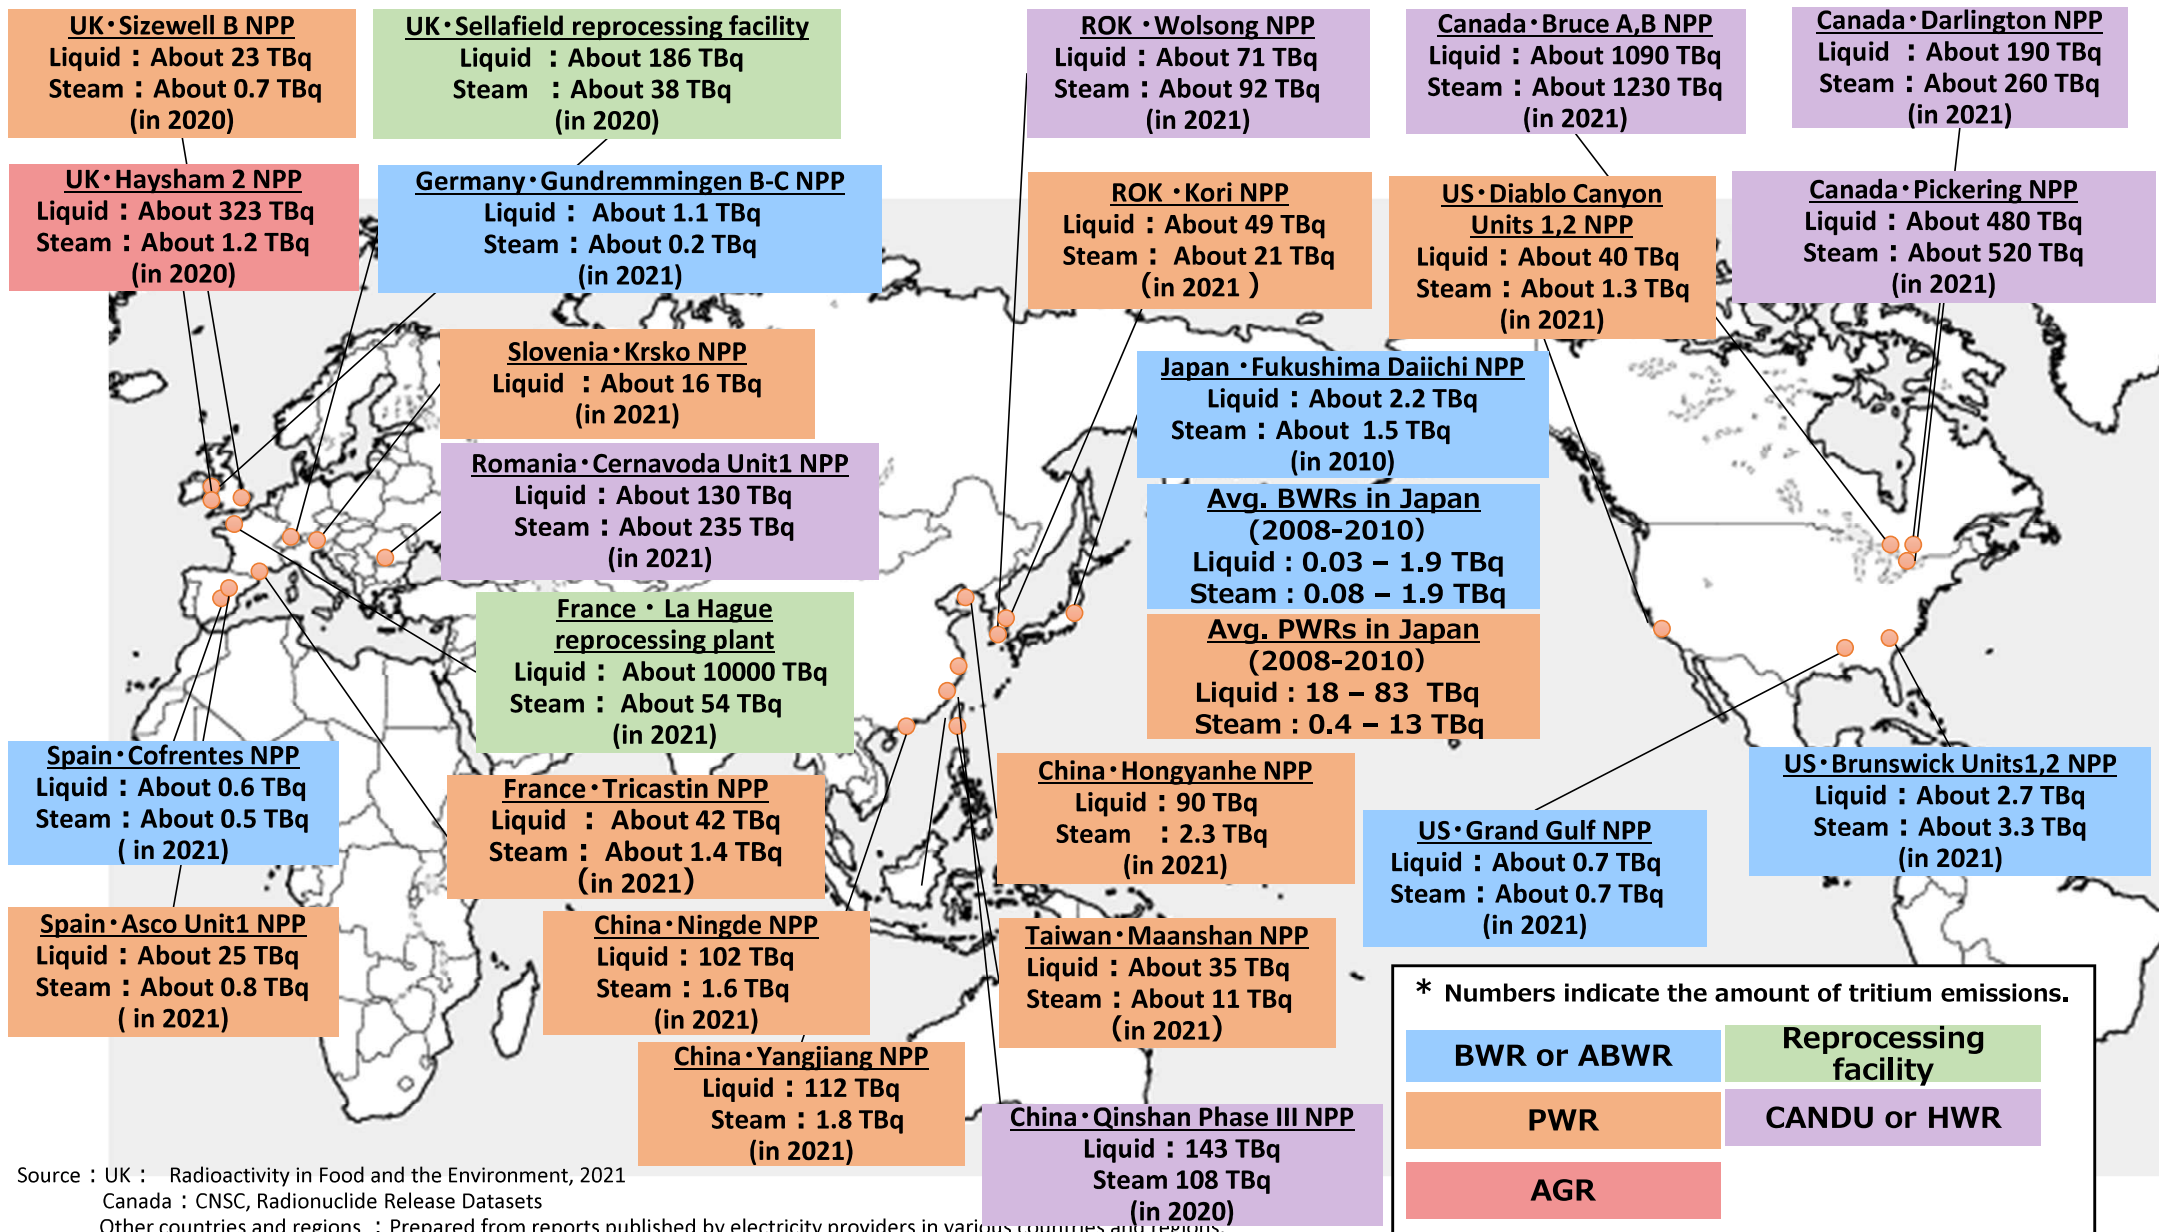 UK・Sizewell B NPP
Liquid：About 23 TBq
Steam：About 0.7 TBq
(in 2020)
UK・Sellafield reprocessing facility
Liquid ：About 186 TBq
Steam ：About 38 TBq
(in 2020)
ROK ・Wolsong NPP
Liquid：About 71 TBq
Steam：About 92 TBq
(in 2021)
Canada・Bruce A,B NPP
Liquid：About 1090 TBq
Steam：About 1230 TBq
(in 2021)
Canada・Darlington NPP
Liquid：About 190 TBq
Steam：About 260 TBq
(in 2021)
UK・Haysham 2 NPP
Liquid：About 323 TBq
Steam：About 1.2 TBq
(in 2020)
Germany・Gundremmingen B-C NPP
Liquid： About 1.1 TBq
Steam：About 0.2 TBq
(in 2021)
ROK ・Kori NPP
Liquid：About 49 TBq
Steam： About 21 TBq
(in 2021 )
US・Diablo Canyon
Units 1,2 NPP
Liquid：About 40 TBq
Steam：About 1.3 TBq
(in 2021)
Canada・Pickering NPP
Liquid：About 480 TBq
Steam：About 520 TBq
(in 2021)
Slovenia・Krsko NPP
Liquid ：About 16 TBq
(in 2021)
Japan ・Fukushima Daiichi NPP
Liquid：About 2.2 TBq
Steam：About 1.5 TBq
(in 2010)
Romania・Cernavoda Unit1 NPP
Liquid：About 130 TBq
Steam：About 235 TBq
(in 2021)
Avg. BWRs in Japan
(2008-2010)
Liquid : 0.03 – 1.9 TBq
Steam : 0.08 – 1.9 TBq
France・ La Hague
reprocessing plant
Liquid： About 10000 TBq
Steam： About 54 TBq
(in 2021)
Avg. PWRs in Japan
(2008-2010)
Liquid : 18 – 83 TBq
Steam : 0.4 – 13 TBq
Spain・Cofrentes NPP
Liquid：About 0.6 TBq
Steam：About 0.5 TBq
( in 2021)
France・Tricastin NPP
Liquid ： About 42 TBq
Steam： About 1.4 TBq
(in 2021)
China・Hongyanhe NPP
Liquid：90 TBq
Steam ：2.3 TBq
(in 2021)
US・Grand Gulf NPP
Liquid：About 0.7 TBq
Steam：About 0.7 TBq
(in 2021)
US・Brunswick Units1,2 NPP
Liquid：About 2.7 TBq
Steam：About 3.3 TBq
(in 2021)
Spain・Asco Unit1 NPP
Liquid：About 25 TBq
Steam：About 0.8 TBq
( in 2021)
China・Ningde NPP
Liquid：102 TBq
Steam：1.6 TBq
(in 2021)
Taiwan・Maanshan NPP
Liquid：About 35 TBq
Steam：About 11 TBq
(in 2021)
China・Yangjiang NPP
Liquid：112 TBq
Steam：1.8 TBq
(in 2021)
China・Qinshan Phase III NPP
Liquid：143 TBq
Steam 108 TBq
(in 2020)
* Numbers indicate the amount of tritium emissions.
BWR or ABWR
Reprocessing
facility
PWR
CANDU or HWR
AGR
Source：UK： Radioactivity in Food and the Environment, 2021
Canada：CNSC, Radionuclide Release Datasets
Other countries and regions ：Prepared from reports published by electricity providers in various countries and regions.